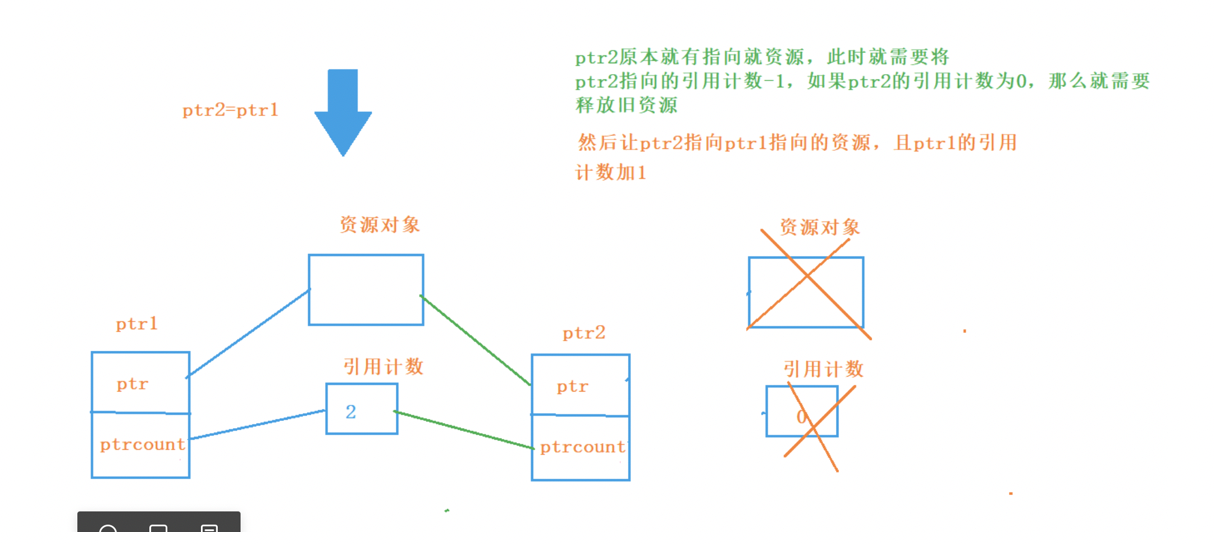 ptr2原本就有指向就资源，此时就需要将
ptr2指向的引用计数-1，如果ptr2的引用计数为0，那么就需要
释放旧资源
ptr2=ptr1
然后让ptr2指向ptr1指向的资源，且ptr1的引用
计数加1
资源对象
资源对象
ptr1
ptr2
引用计数
引用计数
ptr
ptr
2
0
ptrcount
ptrcount